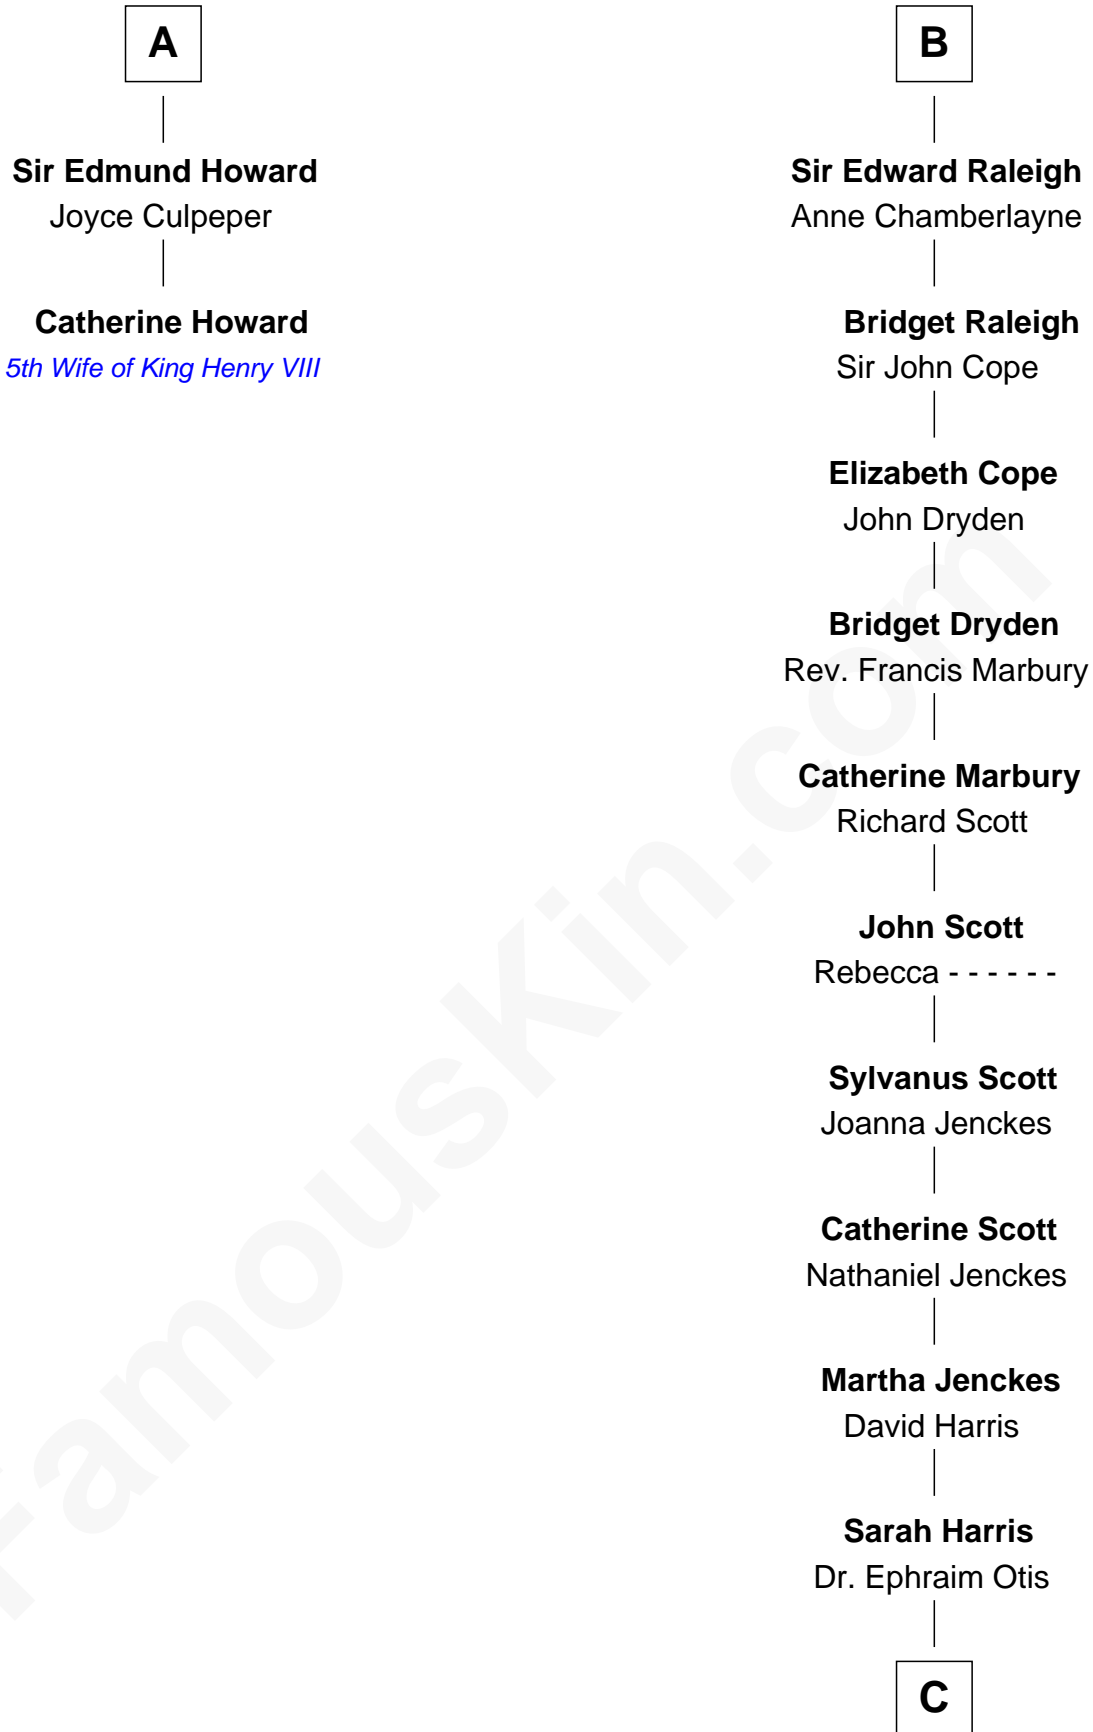 A
Sir Edmund Howard
Joyce Culpeper
Catherine Howard
5th Wife of King Henry VIII
B
Sir Edward Raleigh
Anne Chamberlayne
Bridget Raleigh
Sir John Cope
Elizabeth Cope
John Dryden
Bridget Dryden
Rev. Francis Marbury
Catherine Marbury
Richard Scott
John Scott
Rebecca - - - - - -
Sylvanus Scott
Joanna Jenckes
Catherine Scott
Nathaniel Jenckes
Martha Jenckes
David Harris
Sarah Harris
Dr. Ephraim Otis
C
FamousKin.com